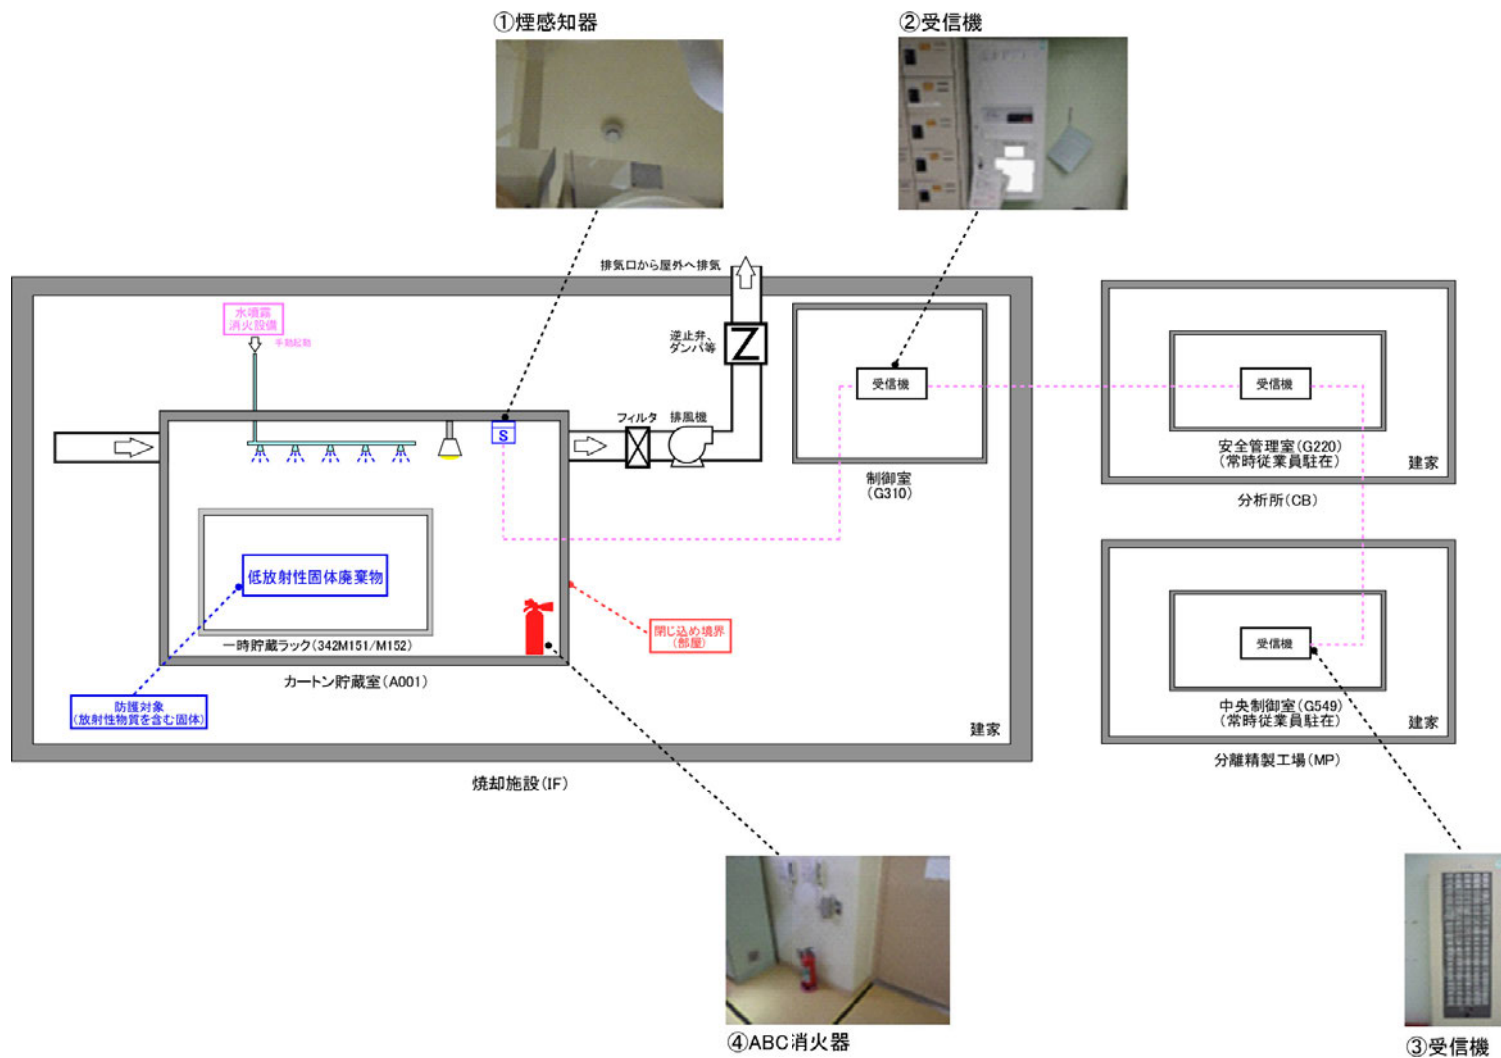 ①煙感知器
②受信機
排気口から屋外へ排気
水噴霧
消火設備
手動起動
逆止弁、
ダンパ等
Z
受信機
受信機
フィルタ
排風機
S
制御室
(G310)
安全管理室(G220)
(常時従業員駐在)
建家
分析所(CB)
低放射性固体廃棄物
一時貯蔵ラック(342M151/M152)
閉じ込め境界
(部屋)
受信機
カートン貯蔵室(A001)
防護対象
(放射性物質を含む固体)
建家
中央制御室(G549)
(常時従業員駐在)
建家
分離精製工場(MP)
焼却施設(IF)
④ABC消火器
③受信機